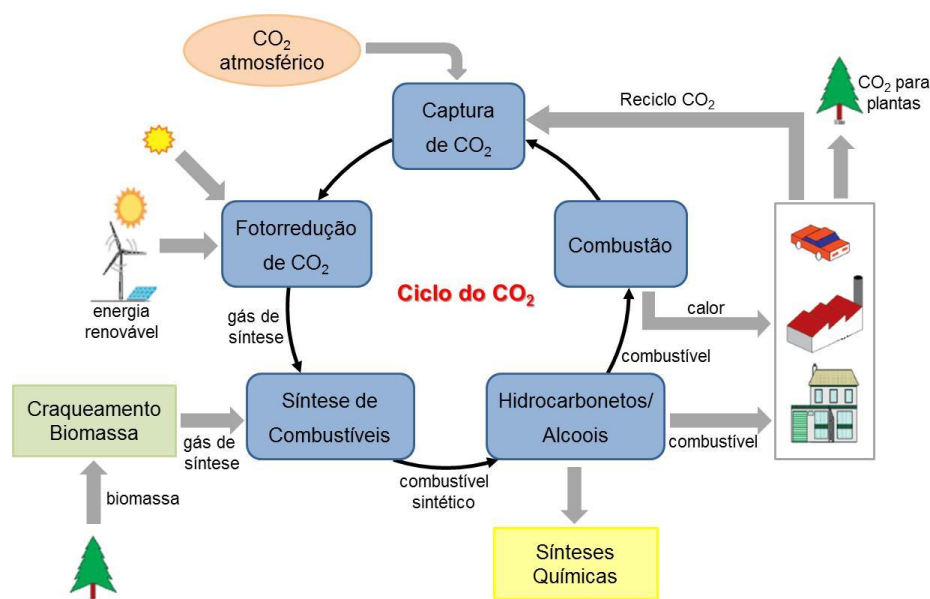 CO₂
atmosférico
Captura
de CO₂
Reciclo CO₂
CO₂ para
plantas
Fotorredução
de CO₂
energia
renovável
Combustão
Ciclo do CO₂
gás de
síntese
calor
combustível
Craqueamento
Biomassa
gás de
síntese
biomassa
Síntese de
Combustíveis
combustível
sintético
Hidrocarbonetos/
Alcoois
combustível
Sínteses
Químicas